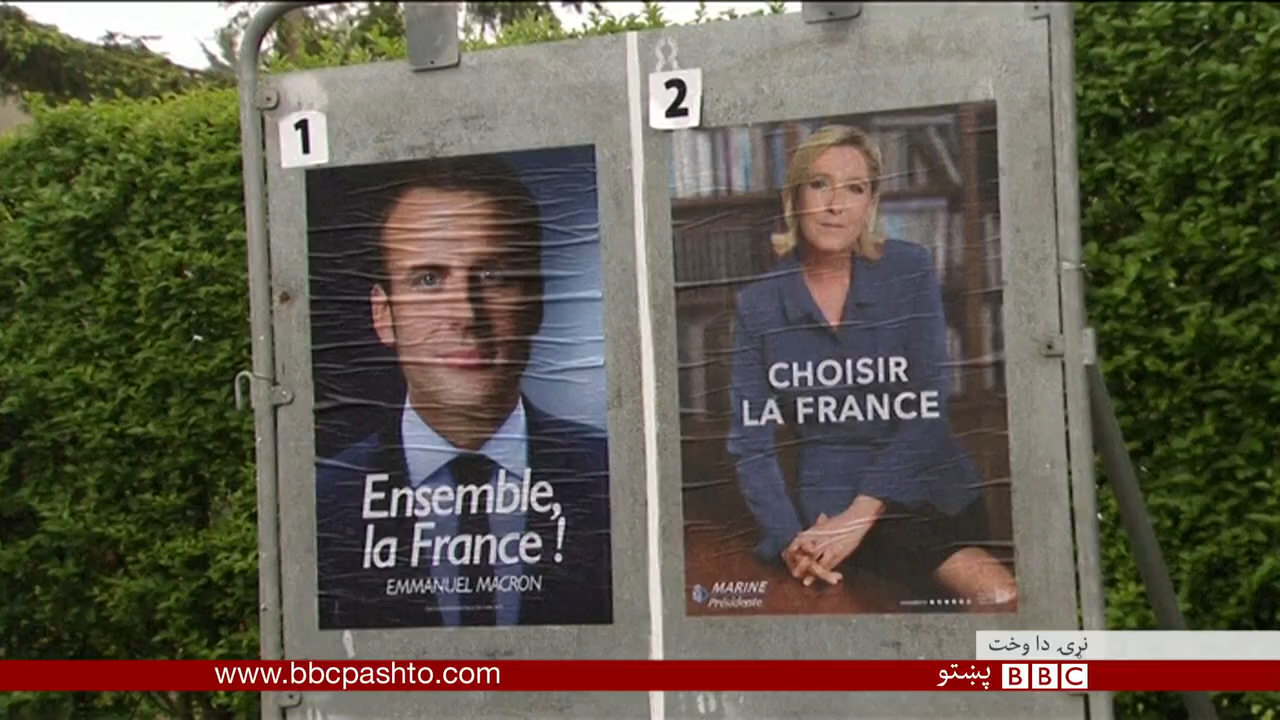 1
2
CHOISIR
LA FRANCE
Ensemble,
la France !
EMMANUEL MACRON
MARINE
Présidente
نړۍ دا وخت
www.bbcpashto.com
BBC پښتو